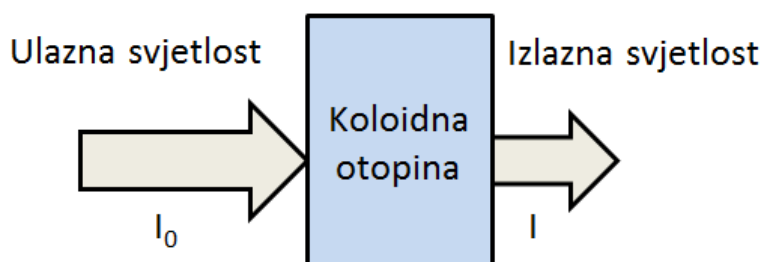 Ulazna svjetlost
Izlazna svjetlost
Koloidna
otopina
I₀
I